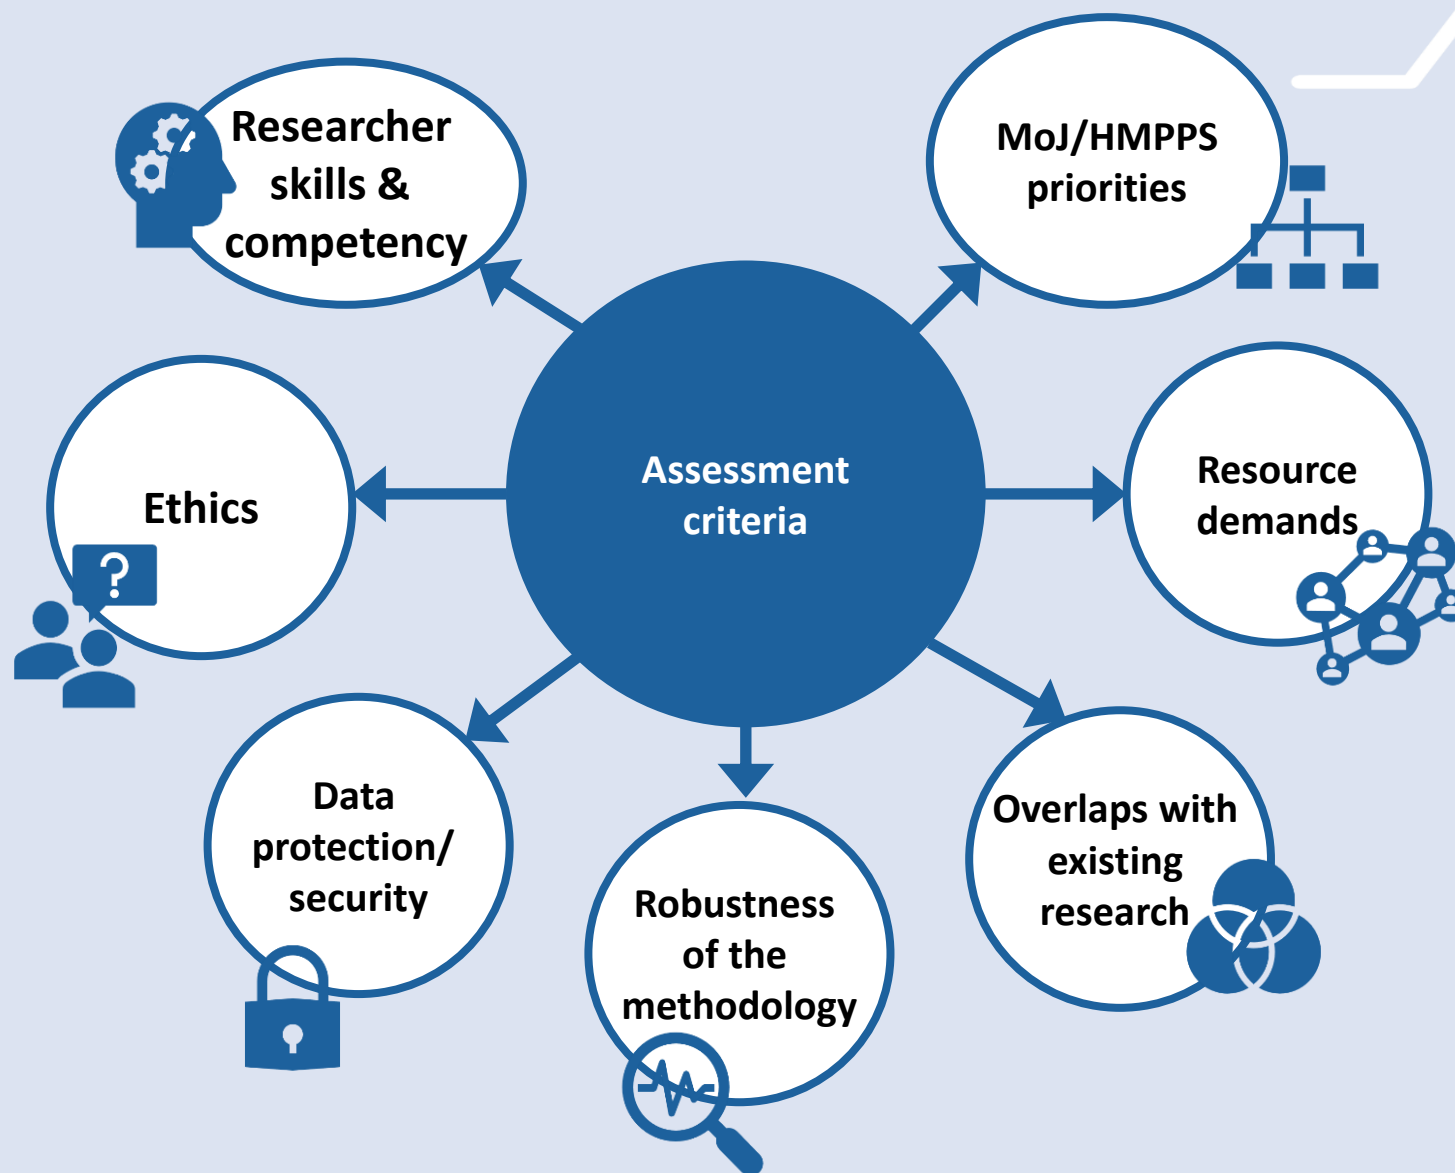 Researcher
skills &
competency
MoJ/HMPPS
priorities
Assessment
criteria
Resource
demands
Ethics
?
Data
protection/
security
Robustness
of the
methodology
Overlaps with
existing
research